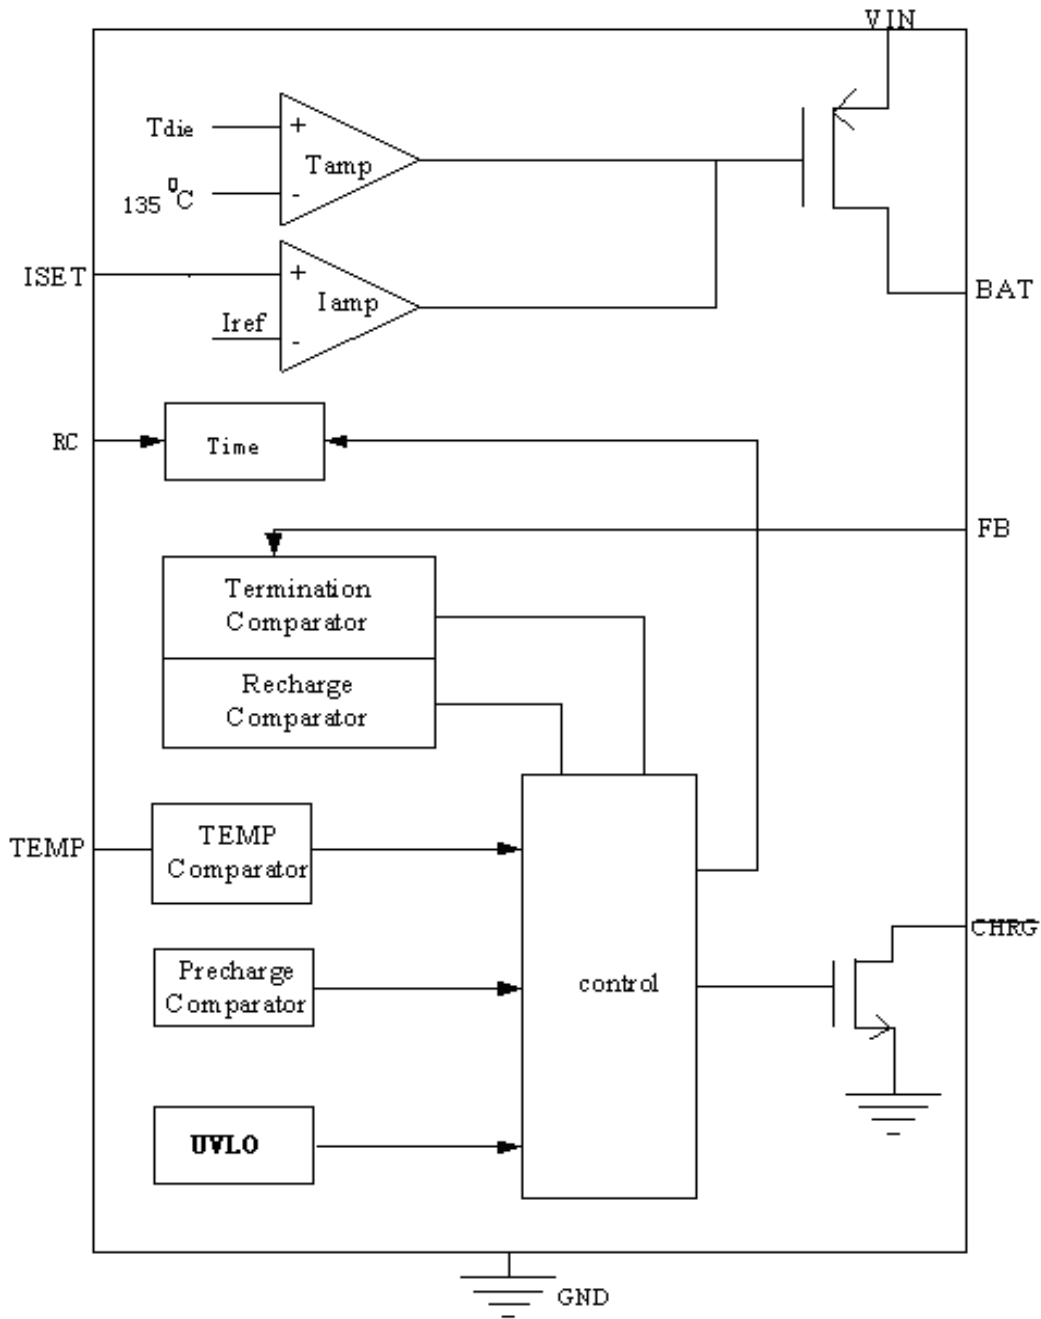 VIN
Tdie
+
Tamp
135 ⁰C
-
ISET
+
Iamp
BAT
Iref
-
RC
Time
FB
Termination
Comparator
Recharge
Comparator
TEMP
TEMP
Comparator
CHRG
Precharge
Comparator
control
UVLO
GND